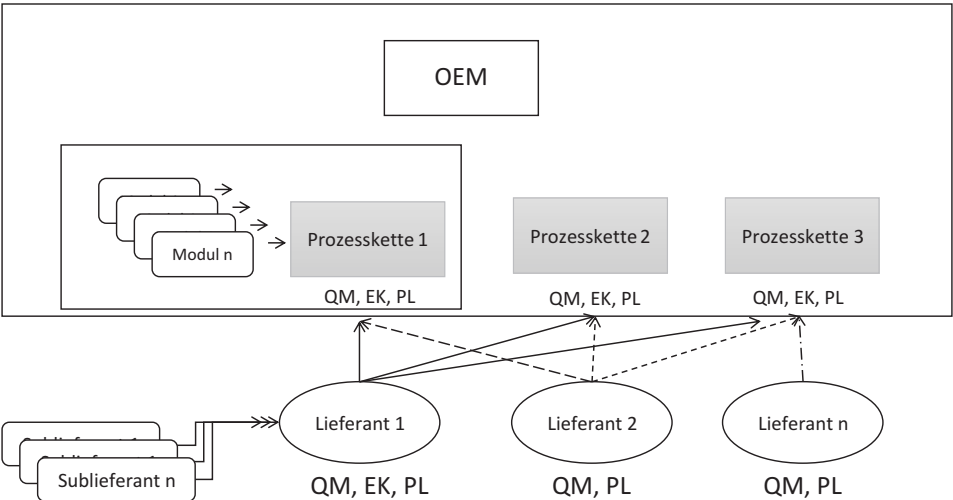 OEM
Modul n
Prozesskette 1
Prozesskette 2
Prozesskette 3
QM, EK, PL
QM, EK, PL
QM, EK, PL
Lieferant 1
Lieferant 2
Lieferant n
Sublieferant n
QM, EK, PL
QM, PL
QM, PL